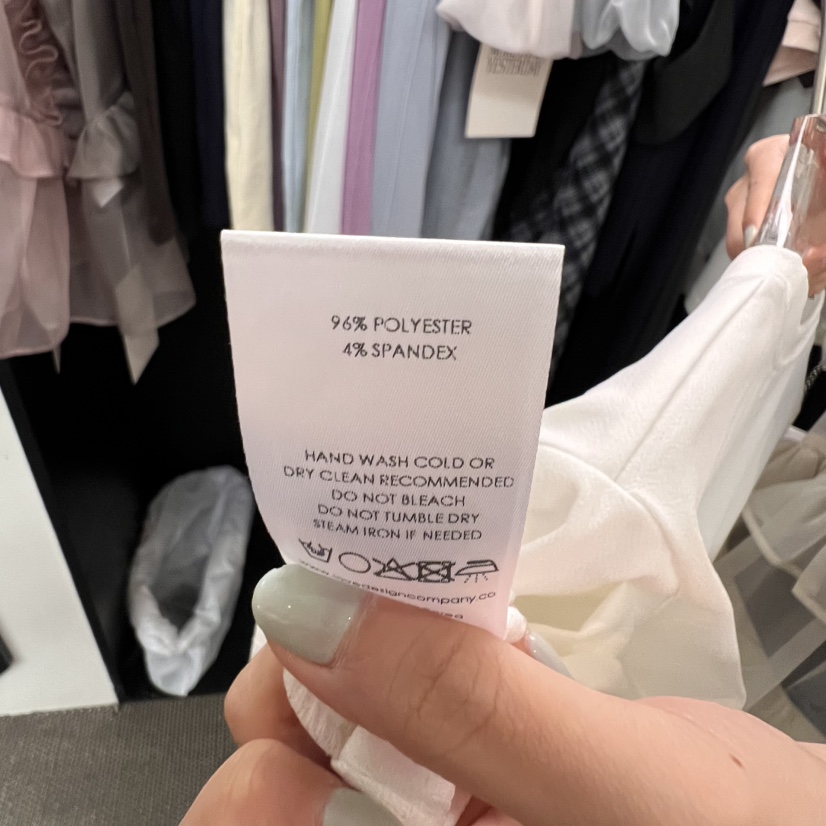 96% POLYESTER
4% SPANDEX
HAND WASH COLD OR
DRY CLEAN RECOMMENDED
DO NOT BLEACH
DO NOT TUMBLE DRY
STEAM IRON IF NEEDED